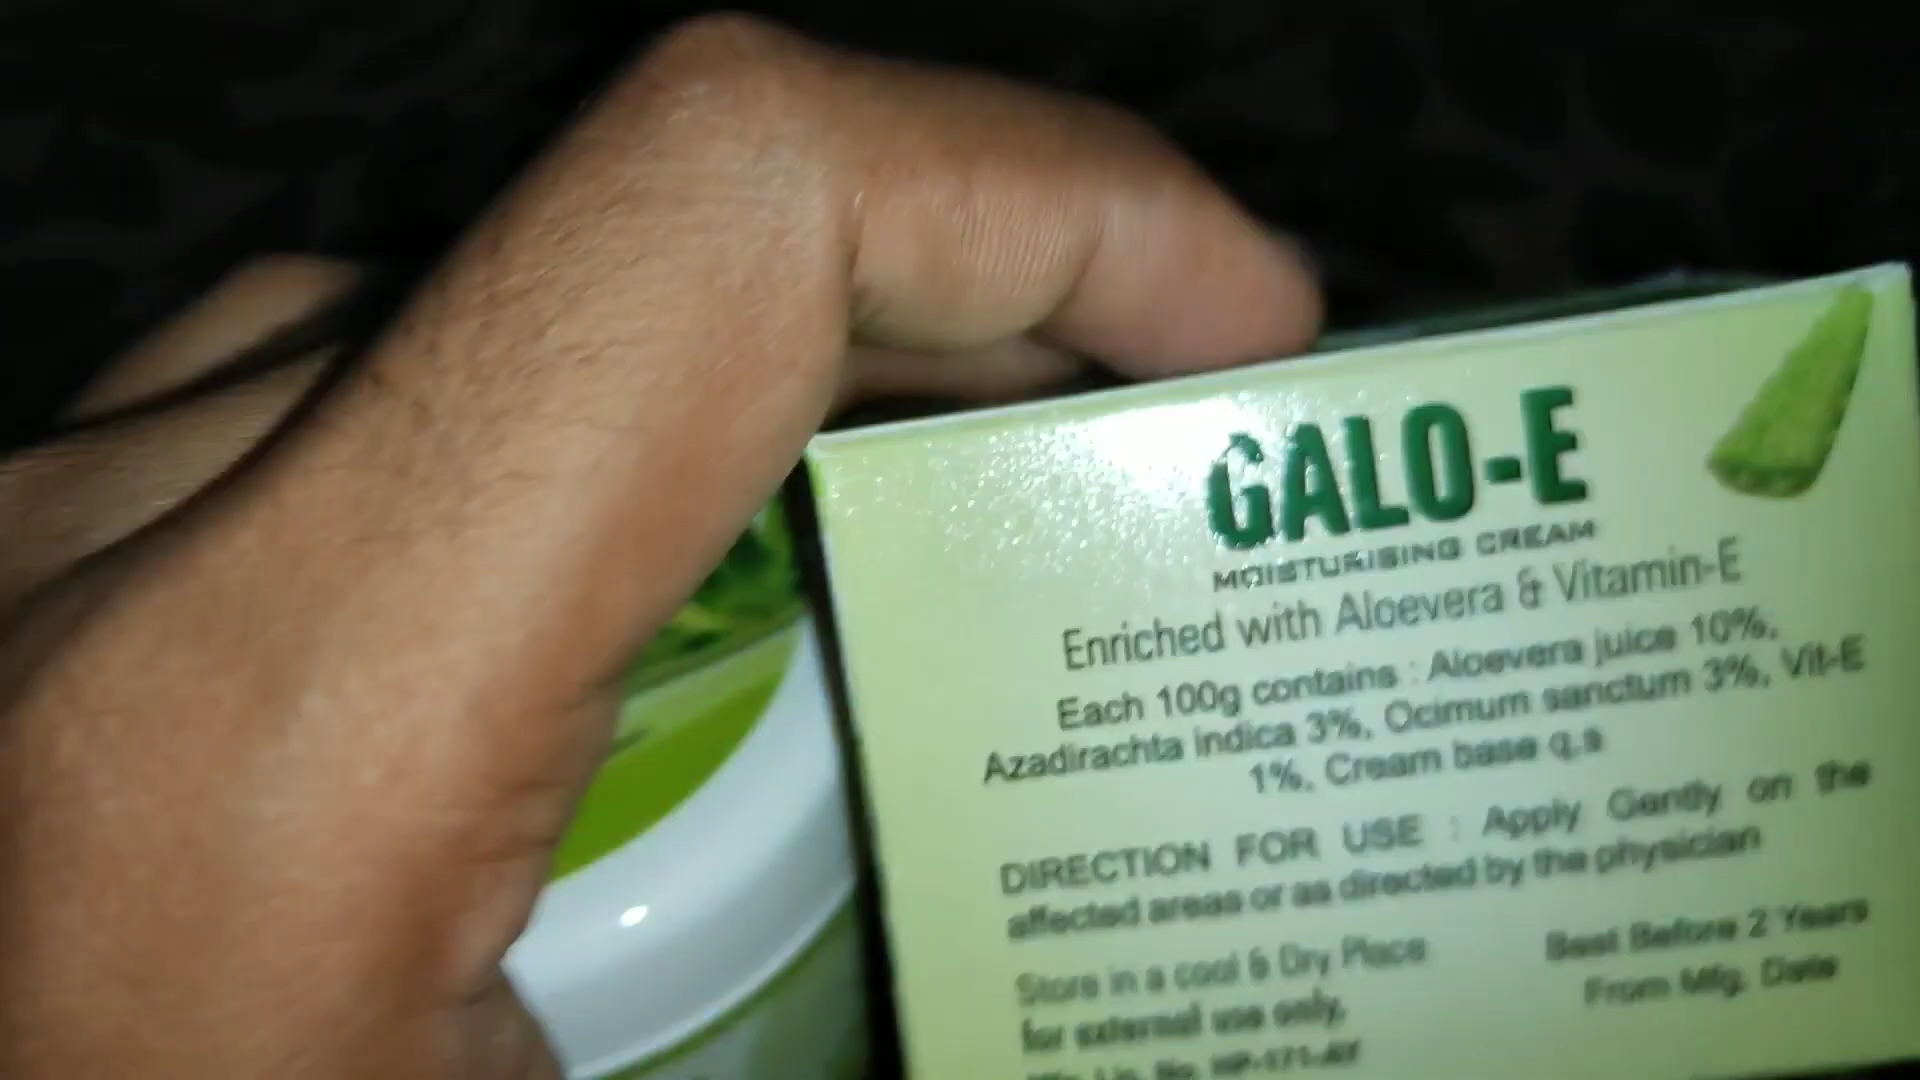 GALO-E
MOISTURISING CREAM
Enriched with Aloevera & Vitamin-E
Each 100g contains : Aloevera juice 10%,
Azadirachta indica 3%, Ocimum sanctum 3%, Vit-E
1%, Cream base q.s
DIRECTION FOR USE : Apply Gently on the
affected areas or as directed by the physician
Store in a cool & Dry Place
for external use only.
Best Before 2 Years
From Mfg. Date